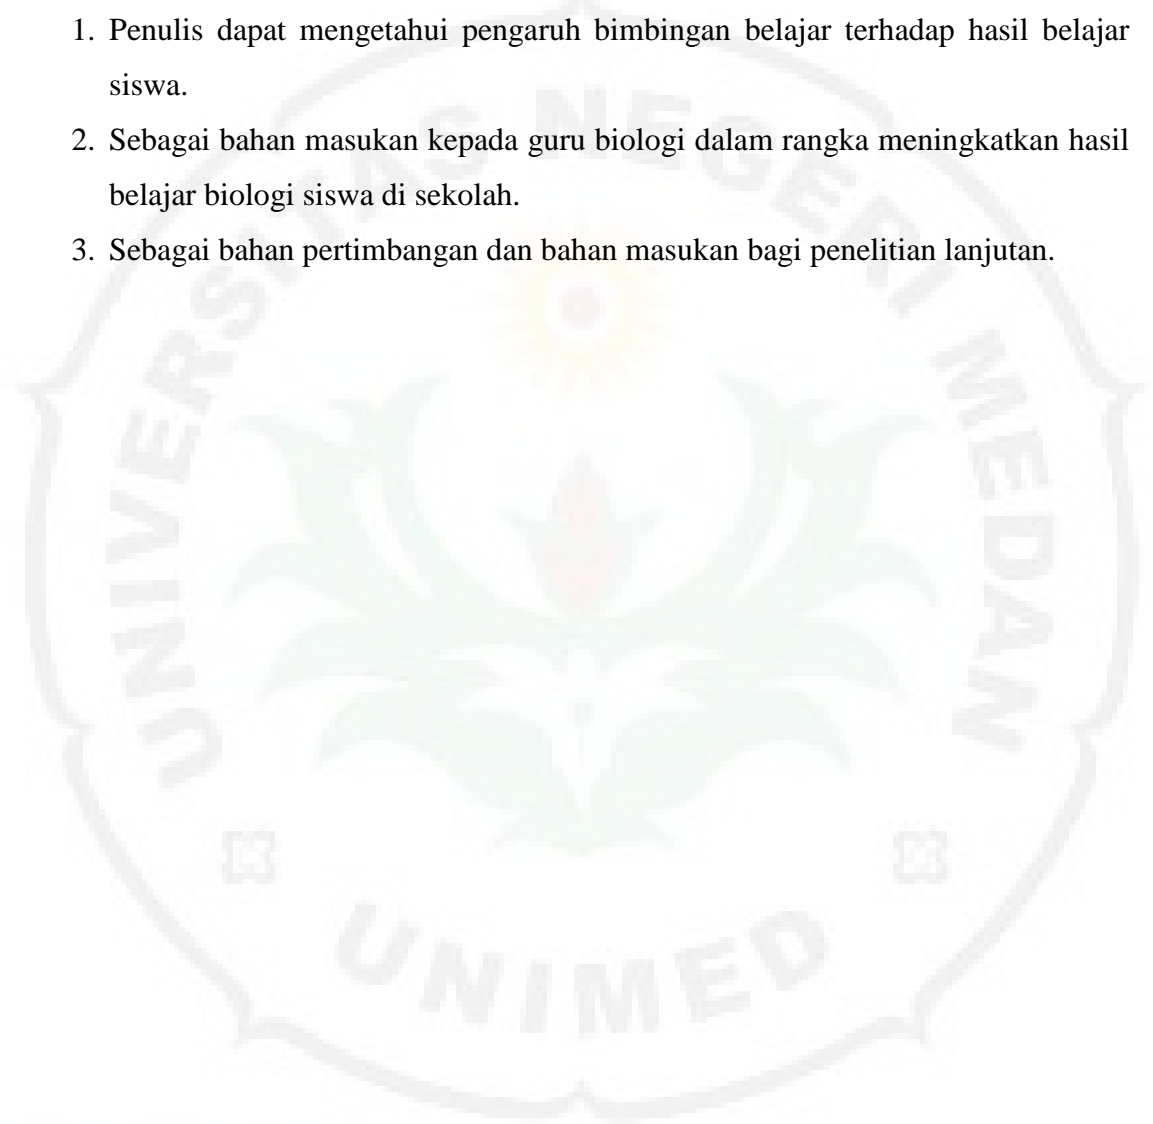 1. Penulis dapat mengetahui pengaruh bimbingan belajar terhadap hasil belajar
siswa.
2. Sebagai bahan masukan kepada guru biologi dalam rangka meningkatkan hasil
belajar biologi siswa di sekolah.
3. Sebagai bahan pertimbangan dan bahan masukan bagi penelitian lanjutan.
UNIVERSITAS NEGERI MEDAN
UNIMED